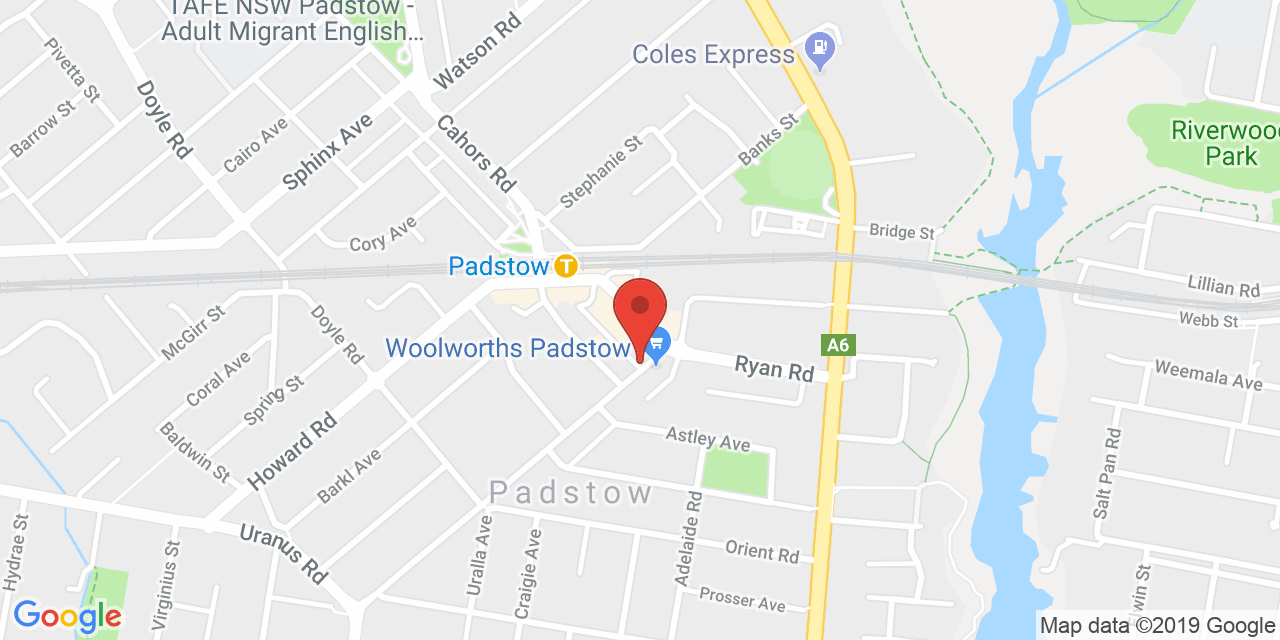 TAFE NSW Padstow -
Adult Migrant English...
Watson Rd
Coles Express
Pivetta St
Doyle Rd
Barrow St
Cairo Ave
Sphinx Ave
Cahors Rd
Stephanie St
Banks St
Riverwood
Park
Cory Ave
Bridge St
Padstow
T
Lillian Rd
Webb St
McGirr St
Doyle Rd
A6
Woolworths Padstow
Ryan Rd
Weemala Ave
Coral Ave
Spring St
Baldwin St
Howard Rd
Astley Ave
Barkl Ave
Salt Pan Rd
Padstow
Adelaide Rd
Uranus Rd
Uralla Ave
Craigie Ave
Orient Rd
Hydrae St
Virginius St
Prosser Ave
win St
Google
Map data ©2019 Google